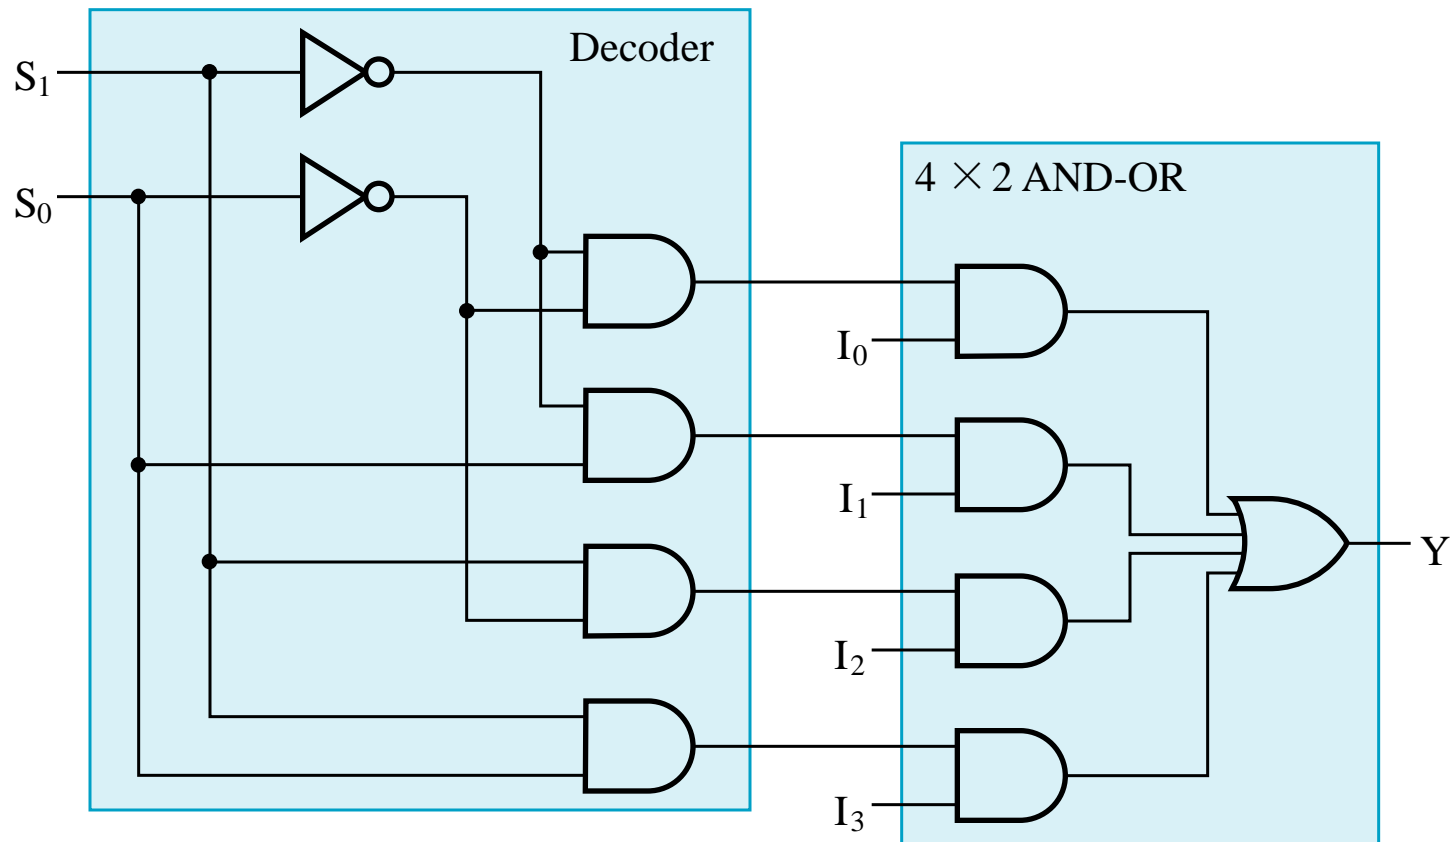 Decoder
S₁
S₀
4 × 2 AND-OR
I₀
I₁
Y
I₂
I₃